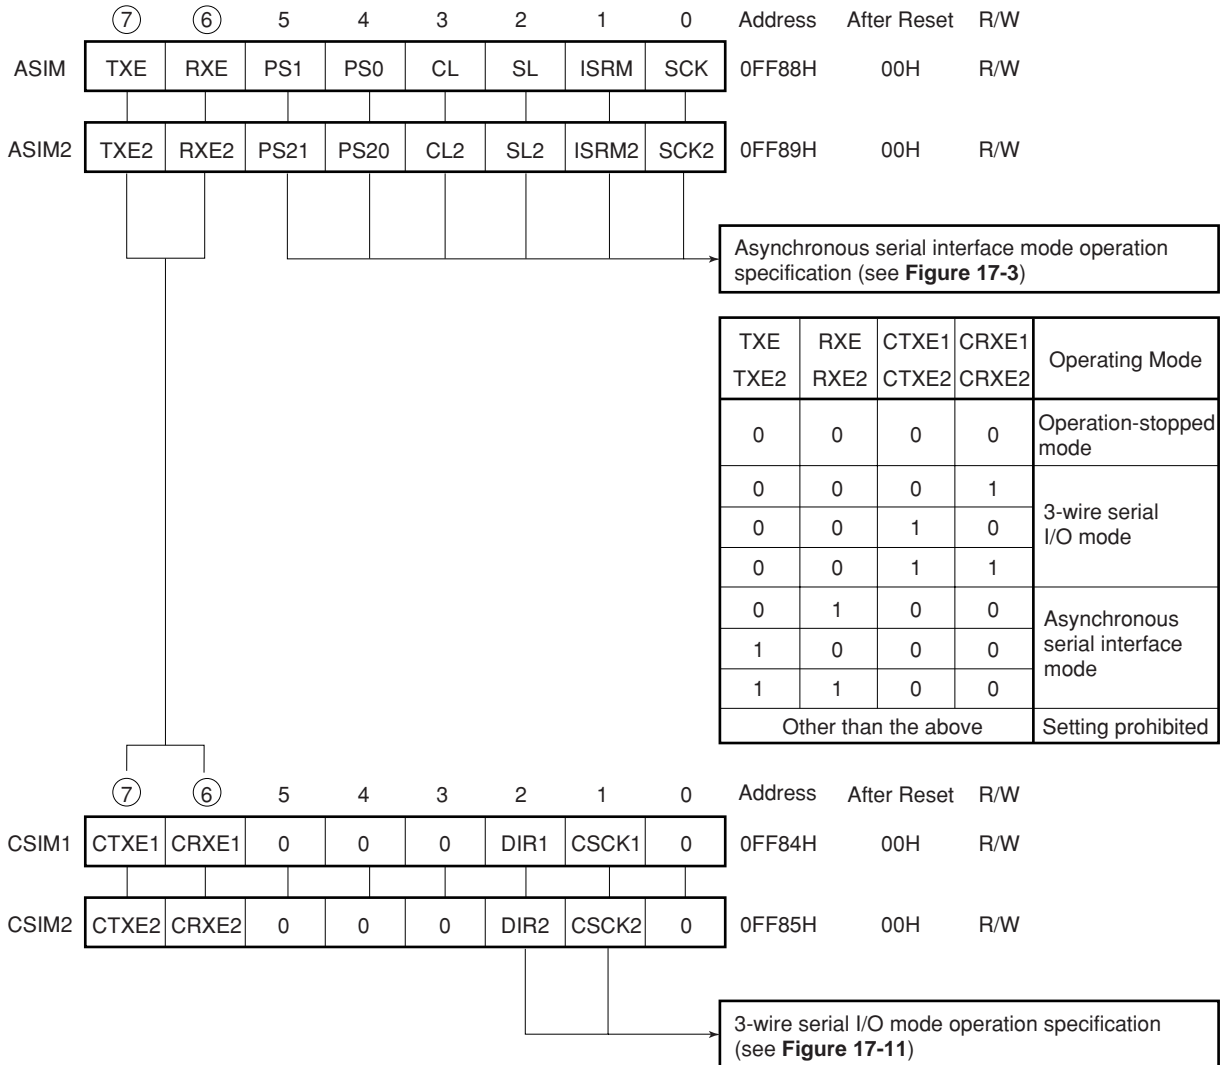 7 6 5 4 3 2 1 0 Address After Reset R/W
ASIM TXE RXE PS1 PS0 CL SL ISRM SCK 0FF88H 00H R/W
ASIM2 TXE2 RXE2 PS21 PS20 CL2 SL2 ISRM2 SCK2 0FF89H 00H R/W
Asynchronous serial interface mode operation
specification (see Figure 17-3)
TXE RXE CTXE1 CRXE1 Operating Mode
TXE2 RXE2 CTXE2 CRXE2
0 0 0 0 Operation-stopped
mode
0 0 0 1 3-wire serial
0 0 1 0 I/O mode
0 0 1 1
0 1 0 0 Asynchronous
1 0 0 0 serial interface
mode
1 1 0 0
Other than the above Setting prohibited
7 6 5 4 3 2 1 0 Address After Reset R/W
CSIM1 CTXE1 CRXE1 0 0 0 DIR1 CSCK1 0 0FF84H 00H R/W
CSIM2 CTXE2 CRXE2 0 0 0 DIR2 CSCK2 0 0FF85H 00H R/W
3-wire serial I/O mode operation specification
(see Figure 17-11)